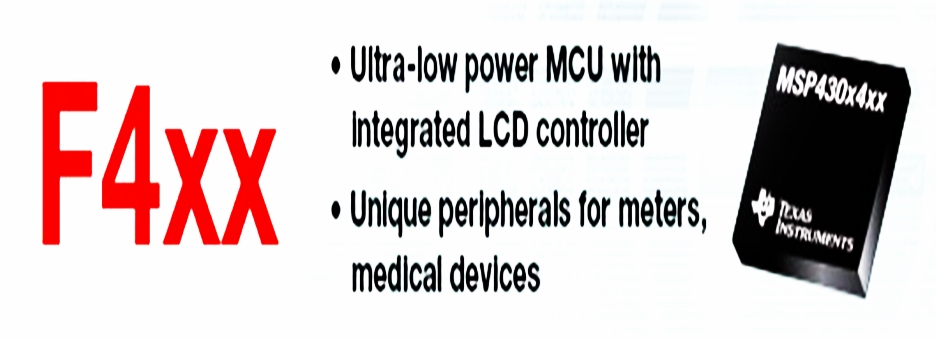 F4xx
• Ultra-low power MCU with
integrated LCD controller
• Unique peripherals for meters,
medical devices
MSP430x4xx
TEXAS
INSTRUMENTS